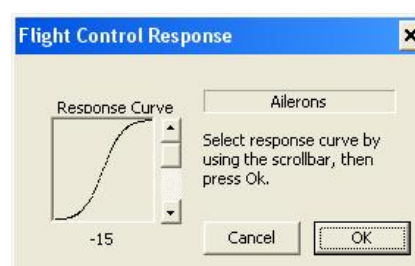 Flight Control Response
Response Curve
Ailerons
Select response curve by
using the scrollbar, then
press Ok.
-15
Cancel
OK